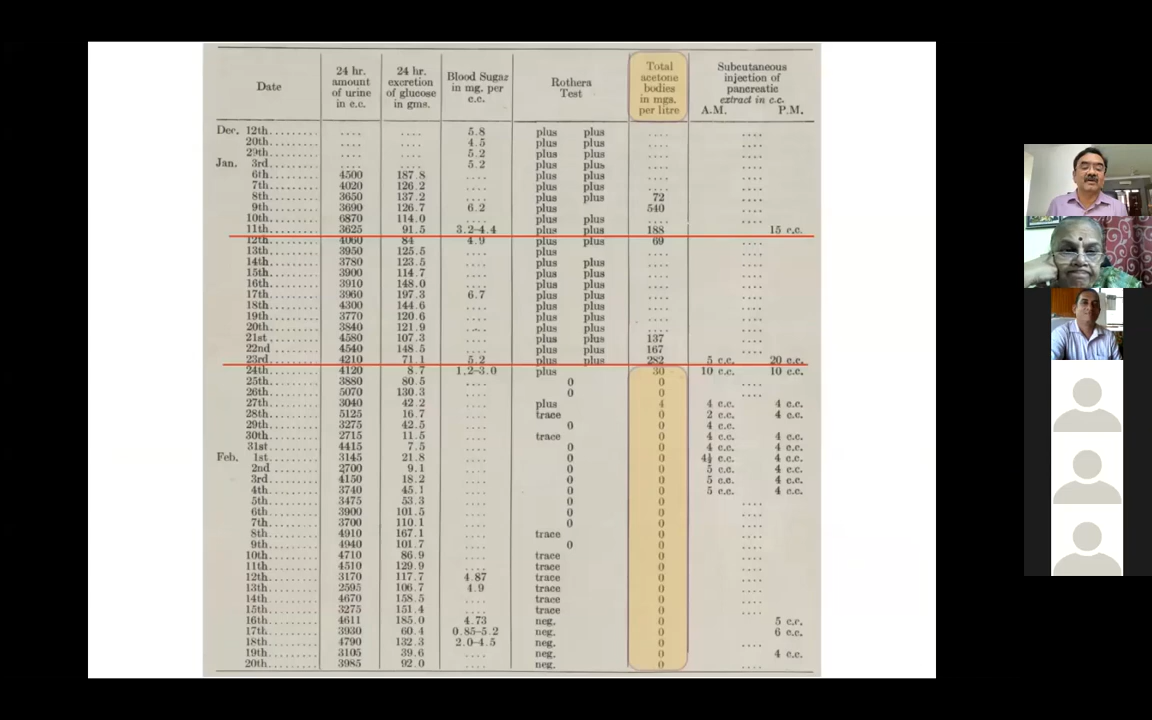 Date 24 hr. amount of urine in c.c. 24 hr. excretion of glucose in gms. Blood Sugar in mg. per c.c. Rothera Test Total acetone bodies in mgs. per litre Subcutaneous injection of pancreatic extract in c.c. A.M. P.M.
Dec. 12th......... .... .... 5.8 plus plus .... ....
20th......... .... .... 4.5 plus plus .... ....
29th......... .... .... 5.2 plus plus .... ....
Jan. 3rd......... .... .... 5.2 plus plus .... ....
6th......... 4500 187.8 .... plus plus .... ....
7th......... 4020 126.2 .... plus plus .... ....
8th......... 3650 137.2 .... plus plus 72 ....
9th......... 3690 126.7 6.2 plus 540 ....
10th......... 6870 114.0 .... plus plus .... ....
11th......... 3625 91.5 3.2-4.4 plus plus 188 15 c.c.
12th......... 4060 84 4.9 plus plus 69 ....
13th......... 3950 125.5 .... plus .... ....
14th......... 3780 123.5 .... plus plus .... ....
15th......... 3900 114.7 .... plus plus .... ....
16th......... 3910 148.0 .... plus plus .... ....
17th......... 3960 197.3 6.7 plus plus .... ....
18th......... 4300 144.6 .... plus plus .... ....
19th......... 3770 120.6 .... plus plus .... ....
20th......... 3840 121.9 .... plus plus .... ....
21st......... 4580 107.3 .... plus plus 137 ....
22nd......... 4540 148.5 .... plus plus 167 ....
23rd......... 4210 71.1 5.2 plus plus 282 5 c.c. 20 c.c.
24th......... 4120 8.7 1.2-3.0 plus 30 10 c.c. 10 c.c.
25th......... 3880 80.5 .... 0 0 ....
26th......... 5070 130.3 .... 0 0 ....
27th......... 3040 42.2 .... plus 4 4 c.c. 4 c.c.
28th......... 5125 16.7 .... trace 0 2 c.c. 4 c.c.
29th......... 3275 42.5 .... 0 0 4 c.c.
30th......... 2715 11.5 .... trace 0 4 c.c. 4 c.c.
31st......... 4415 7.5 .... 0 0 4 c.c. 4 c.c.
Feb. 1st......... 3145 21.8 .... 0 0 4½ c.c. 4 c.c.
2nd......... 2700 9.1 .... 0 0 5 c.c. 4 c.c.
3rd......... 4150 18.2 .... 0 0 5 c.c. 4 c.c.
4th......... 3740 45.1 .... 0 0 5 c.c. 4 c.c.
5th......... 3475 53.3 .... 0 0 ....
6th......... 3900 101.5 .... 0 0 ....
7th......... 3700 110.1 .... 0 0 ....
8th......... 4910 167.1 .... trace 0 ....
9th......... 4940 101.7 .... 0 0 ....
10th......... 4710 86.9 .... trace 0 ....
11th......... 4510 129.9 .... trace 0 ....
12th......... 3170 117.7 4.87 trace 0 ....
13th......... 2595 106.7 4.9 trace 0 ....
14th......... 4670 158.5 .... trace 0 ....
15th......... 3275 151.4 .... trace 0 ....
16th......... 4611 185.0 4.73 neg. 0 5 c.c.
17th......... 3930 60.4 0.85-5.2 neg. 0 6 c.c.
18th......... 4790 132.3 2.0-4.5 neg. 0 ....
19th......... 3105 39.6 .... neg. 0 4 c.c.
20th......... 3985 92.0 .... neg. 0 ....